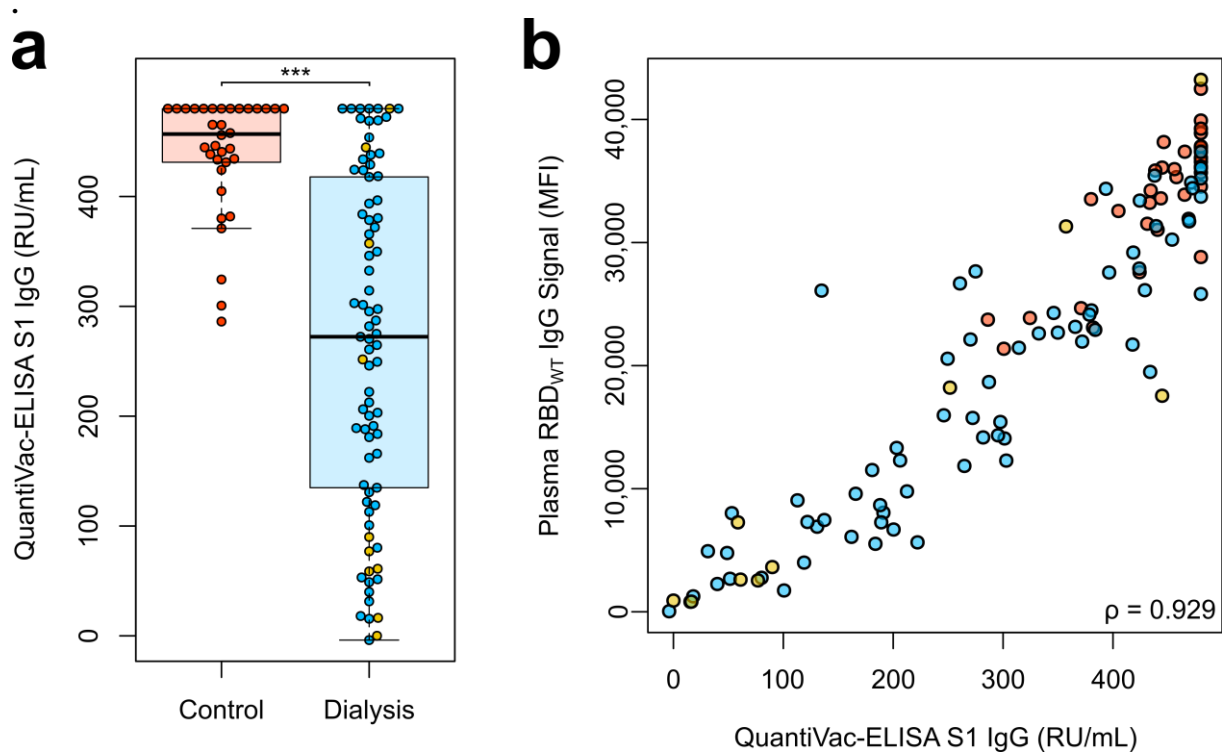 .
a
QuantiVac-ELISA S1 IgG (RU/mL)
400
300
200
100
0
***
Control Dialysis
b
Plasma RBDWT IgG Signal (MFI)
40,000
30,000
20,000
10,000
0
ρ = 0.929
0 100 200 300 400
QuantiVac-ELISA S1 IgG (RU/mL)